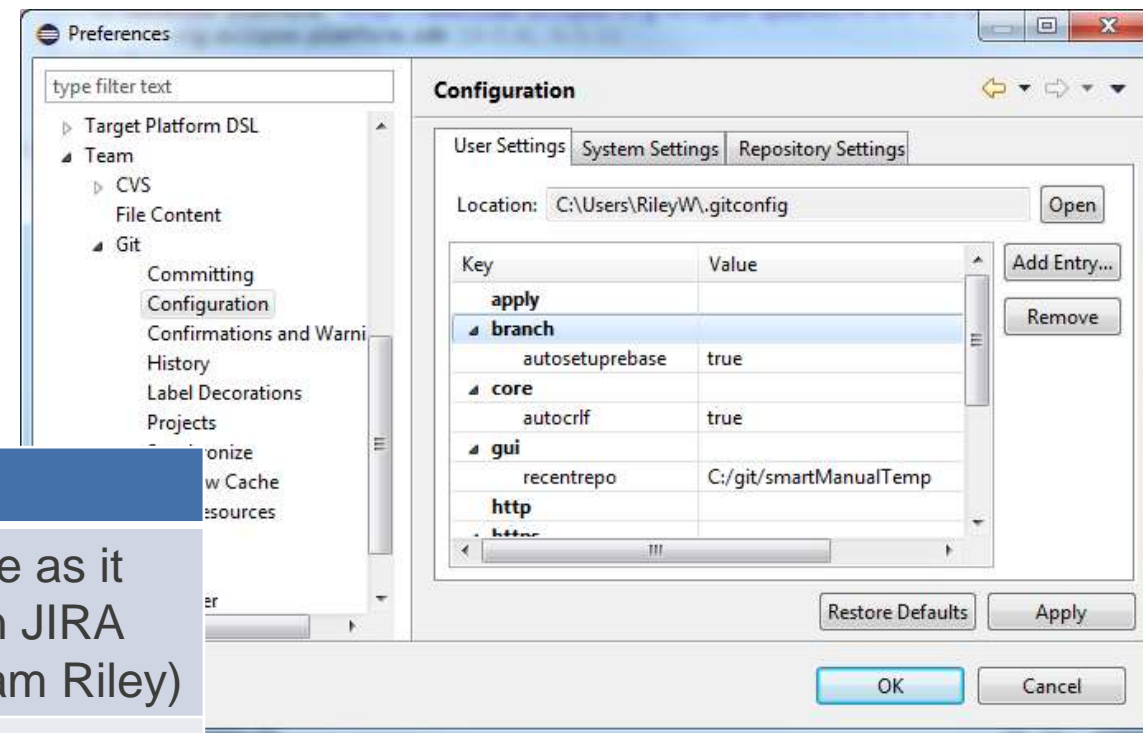 Preferences
type filter text
Target Platform DSL
Team
CVS
File Content
Git
Committing
Configuration
Confirmations and Warni
History
Label Decorations
Projects
onize
w Cache
esources
er
Configuration
User Settings System Settings Repository Settings
Location: C:\Users\RileyW\.gitconfig Open
Key Value
Add Entry...
Remove
apply
branch
autosetuprebase true
core
autocrlf true
gui
recentrepo C:/git/smartManualTemp
http
Restore Defaults Apply
OK Cancel
e as it
n JIRA
am Riley)